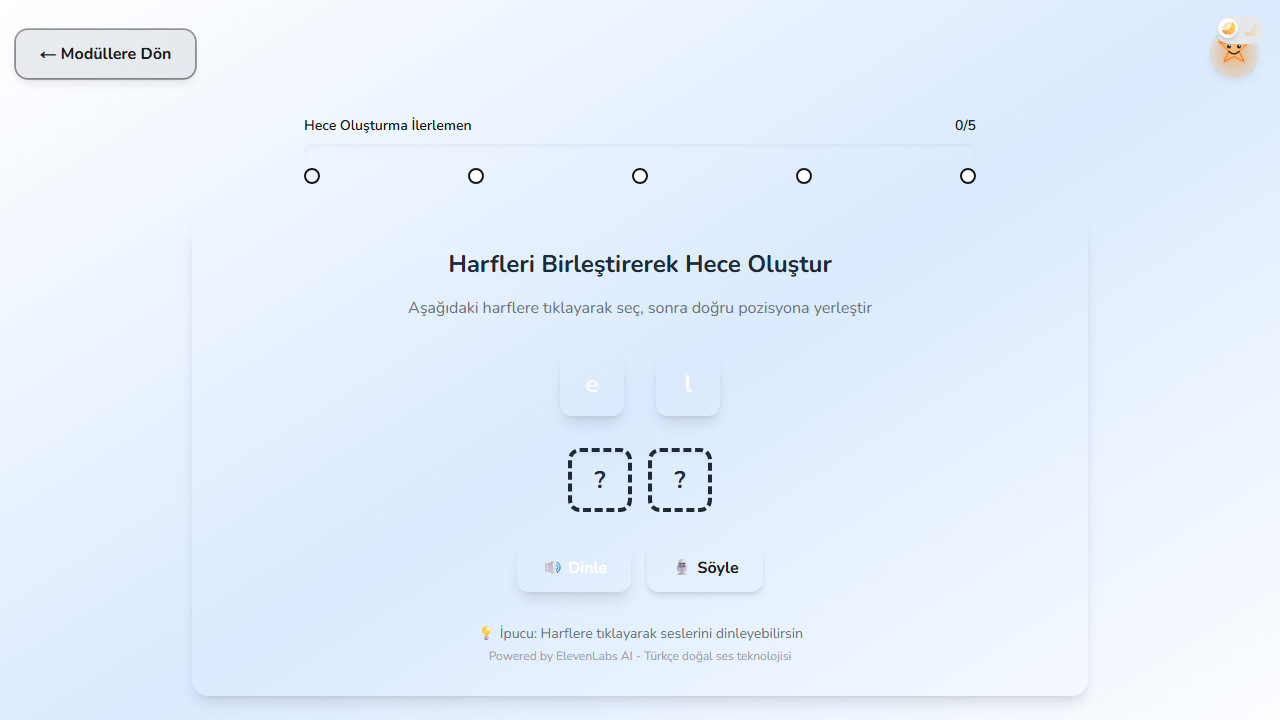 ← Modüllere Dön
Hece Oluşturma İlerlemen 0/5
Harfleri Birleştirerek Hece Oluştur
Aşağıdaki harflere tıklayarak seç, sonra doğru pozisyona yerleştir
e l
? ?
Dinle Söyle
İpucu: Harflere tıklayarak seslerini dinleyebilirsin
Powered by ElevenLabs AI - Türkçe doğal ses teknolojisi